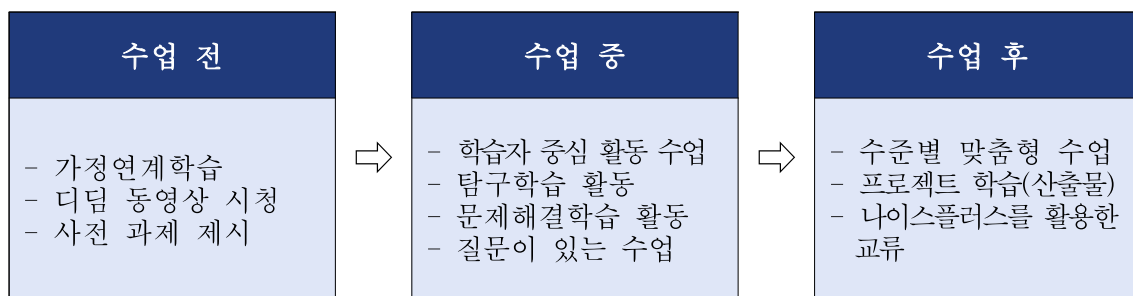 수업 전
- 가정연계학습
- 디딤 동영상 시청
- 사전 과제 제시
수업 중
- 학습자 중심 활동 수업
- 탐구학습 활동
- 문제해결학습 활동
- 질문이 있는 수업
수업 후
- 수준별 맞춤형 수업
- 프로젝트 학습(산출물)
- 나이스플러스를 활용한
교류